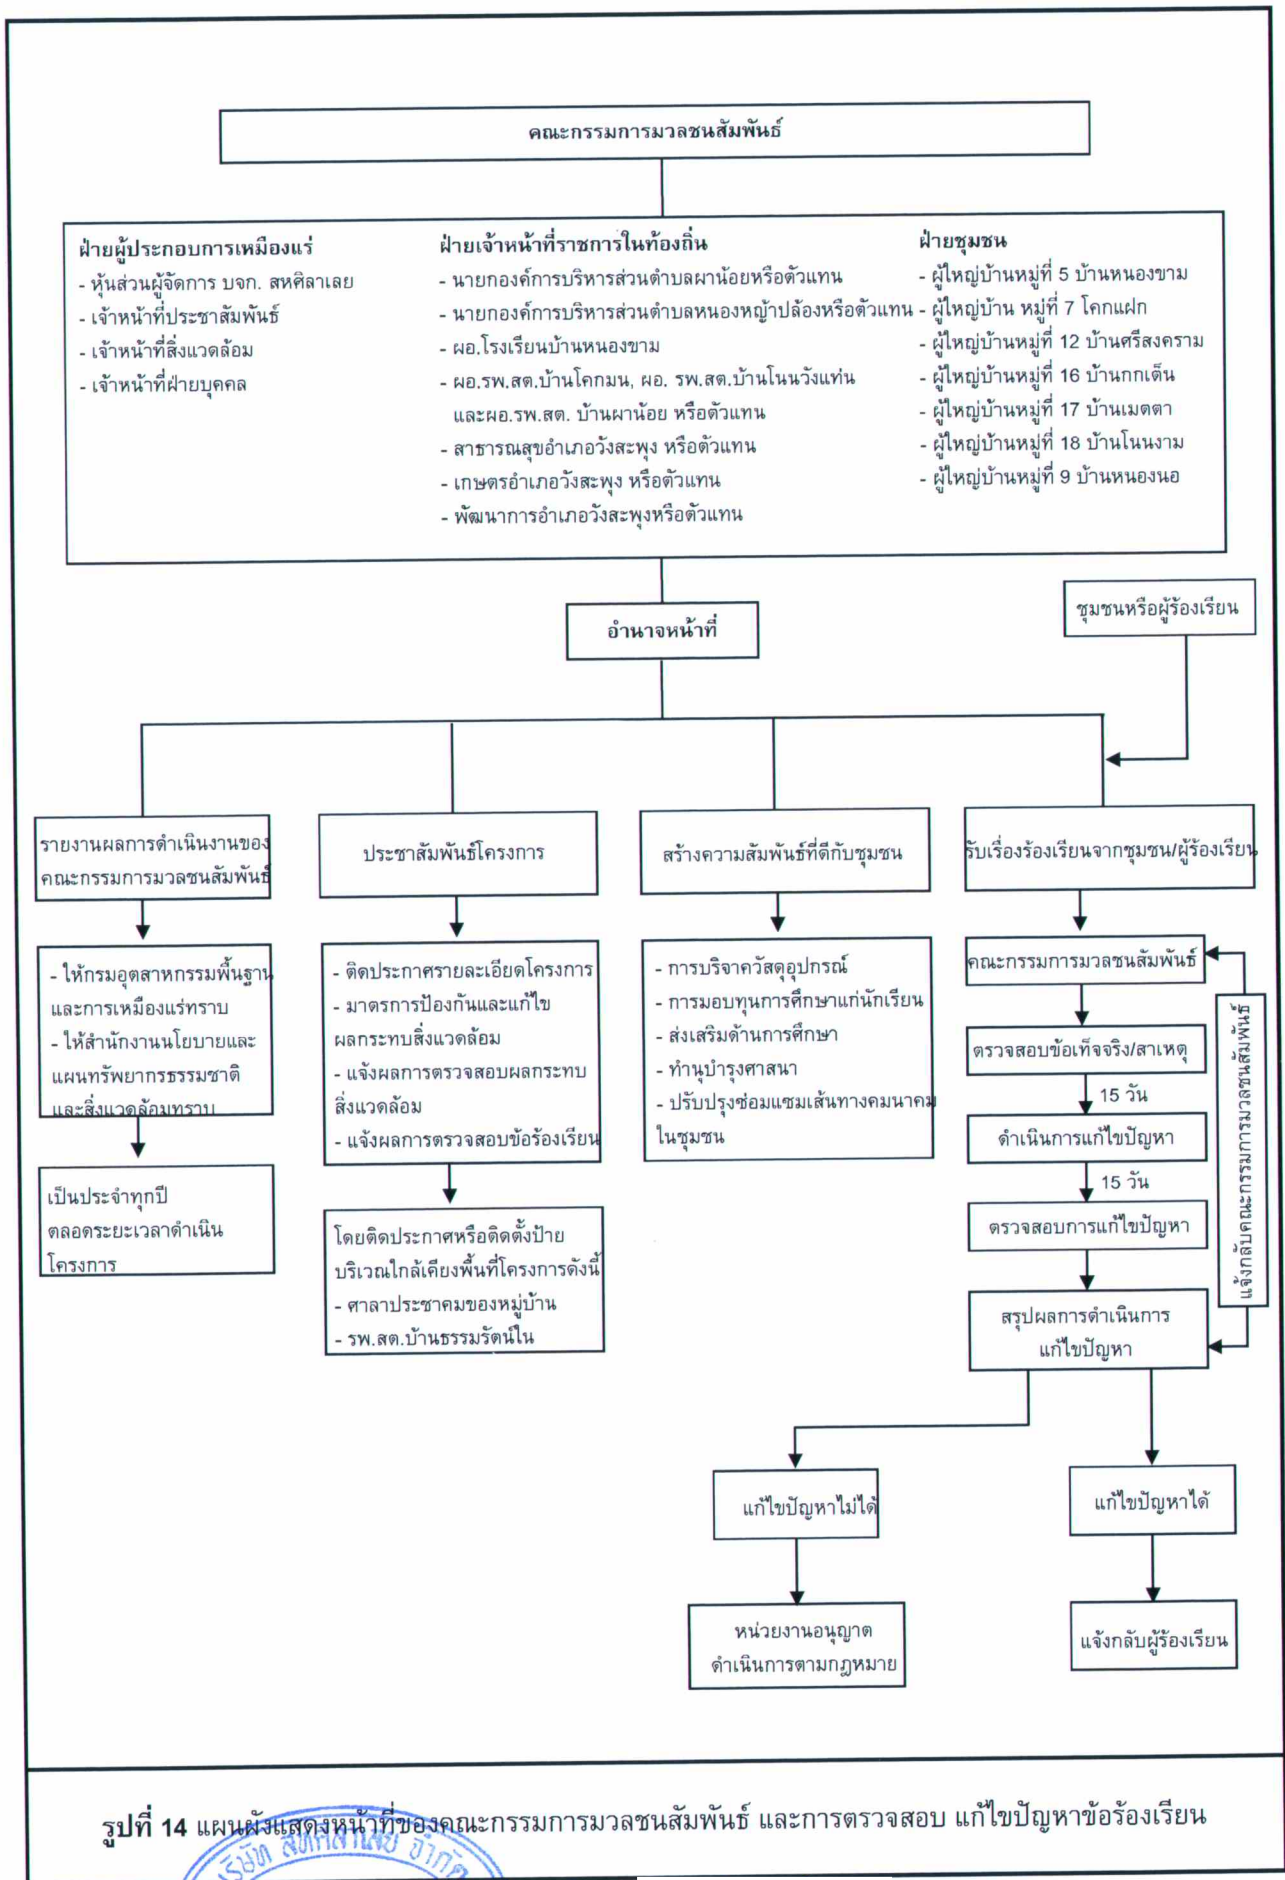 คณะกรรมการมวลชนสัมพันธ์
ฝ่ายผู้ประกอบการเหมืองแร่
- หุ้นส่วนผู้จัดการ บจก. สหศิลาเลย
- เจ้าหน้าที่ประชาสัมพันธ์
- เจ้าหน้าที่สิ่งแวดล้อม
- เจ้าหน้าที่ฝ่ายบุคคล
ฝ่ายเจ้าหน้าที่ราชการในท้องถิ่น
- นายกองค์การบริหารส่วนตำบลผาน้อยหรือตัวแทน
- นายกองค์การบริหารส่วนตำบลหนองหญ้าปล้องหรือตัวแทน
- ผอ.โรงเรียนบ้านหนองขาม
- ผอ.รพ.สต.บ้านโคกมน, ผอ. รพ.สต.บ้านโนนวังแท่น
และผอ.รพ.สต. บ้านผาน้อย หรือตัวแทน
- สาธารณสุขอำเภอวังสะพุง หรือตัวแทน
- เกษตรอำเภอวังสะพุง หรือตัวแทน
- พัฒนาการอำเภอวังสะพุงหรือตัวแทน
ฝ่ายชุมชน
- ผู้ใหญ่บ้านหมู่ที่ 5 บ้านหนองขาม
- ผู้ใหญ่บ้าน หมู่ที่ 7 โคกแฝก
- ผู้ใหญ่บ้านหมู่ที่ 12 บ้านศรีสงคราม
- ผู้ใหญ่บ้านหมู่ที่ 16 บ้านกกเต็น
- ผู้ใหญ่บ้านหมู่ที่ 17 บ้านเมตตา
- ผู้ใหญ่บ้านหมู่ที่ 18 บ้านโนนงาม
- ผู้ใหญ่บ้านหมู่ที่ 9 บ้านหนองนอ
อำนาจหน้าที่
ชุมชนหรือผู้ร้องเรียน
รายงานผลการดำเนินงานของ
คณะกรรมการมวลชนสัมพันธ์
- ให้กรมอุตสาหกรรมพื้นฐาน
และการเหมืองแร่ทราบ
- ให้สำนักงานนโยบายและ
แผนทรัพยากรธรรมชาติ
และสิ่งแวดล้อมทราบ
เป็นประจำทุกปี
ตลอดระยะเวลาดำเนิน
โครงการ
ประชาสัมพันธ์โครงการ
- ติดประกาศรายละเอียดโครงการ
- มาตรการป้องกันและแก้ไข
ผลกระทบสิ่งแวดล้อม
- แจ้งผลการตรวจสอบผลกระทบ
สิ่งแวดล้อม
- แจ้งผลการตรวจสอบข้อร้องเรียน
โดยติดประกาศหรือติดตั้งป้าย
บริเวณใกล้เคียงพื้นที่โครงการดังนี้
- ศาลาประชาคมของหมู่บ้าน
- รพ.สต.บ้านธรรมรัตน์ใน
สร้างความสัมพันธ์ที่ดีกับชุมชน
- การบริจาควัสดุอุปกรณ์
- การมอบทุนการศึกษาแก่นักเรียน
- ส่งเสริมด้านการศึกษา
- ทำนุบำรุงศาสนา
- ปรับปรุงซ่อมแซมเส้นทางคมนาคม
ในชุมชน
รับเรื่องร้องเรียนจากชุมชน/ผู้ร้องเรียน
คณะกรรมการมวลชนสัมพันธ์
ตรวจสอบข้อเท็จจริง/สาเหตุ
15 วัน
ดำเนินการแก้ไขปัญหา
15 วัน
ตรวจสอบการแก้ไขปัญหา
สรุปผลการดำเนินการ
แก้ไขปัญหา
แจ้งกลับคณะกรรมการมวลชนสัมพันธ์
แก้ไขปัญหาไม่ได้
แก้ไขปัญหาได้
หน่วยงานอนุญาต
ดำเนินการตามกฎหมาย
แจ้งกลับผู้ร้องเรียน
รูปที่ 14 แผนผังแสดงหน้าที่ของคณะกรรมการมวลชนสัมพันธ์ และการตรวจสอบ แก้ไขปัญหาข้อร้องเรียน
บริษัท สหศิลาเลย จำกัด